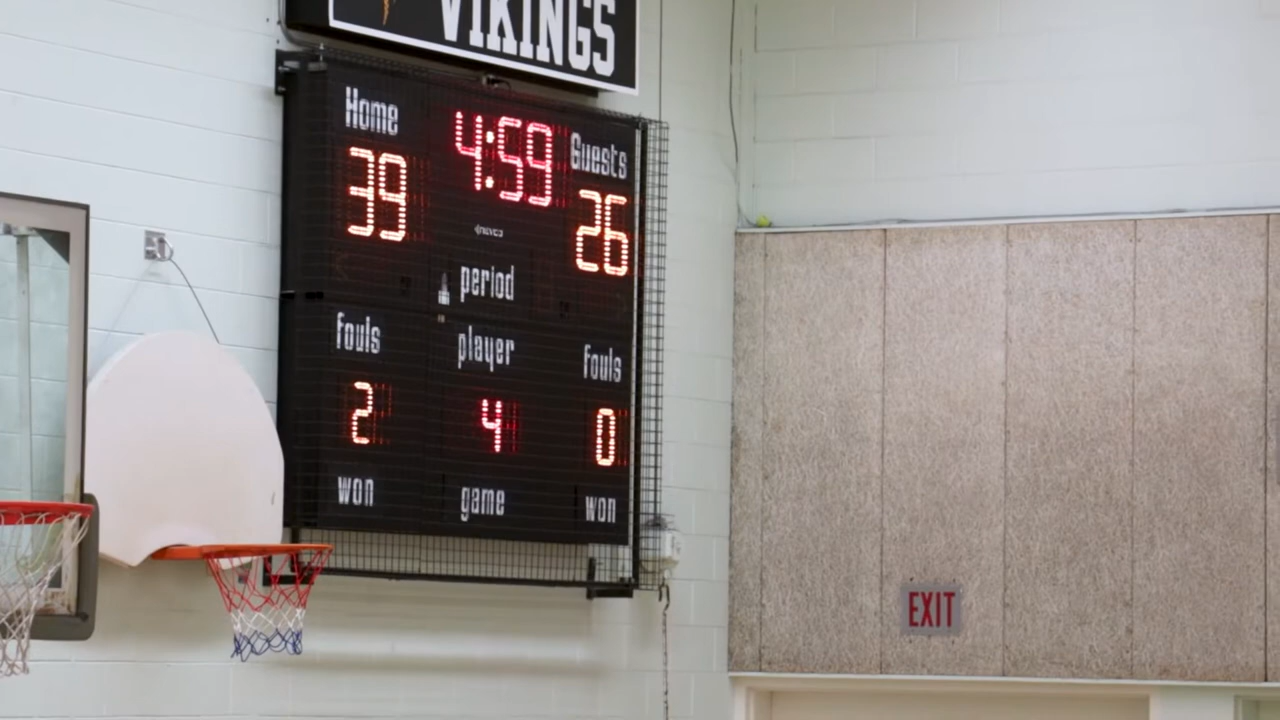 VIKINGS
Home
4:59
Guests
39
26
period
Fouls
player
Fouls
2
4
0
won
game
won
EXIT